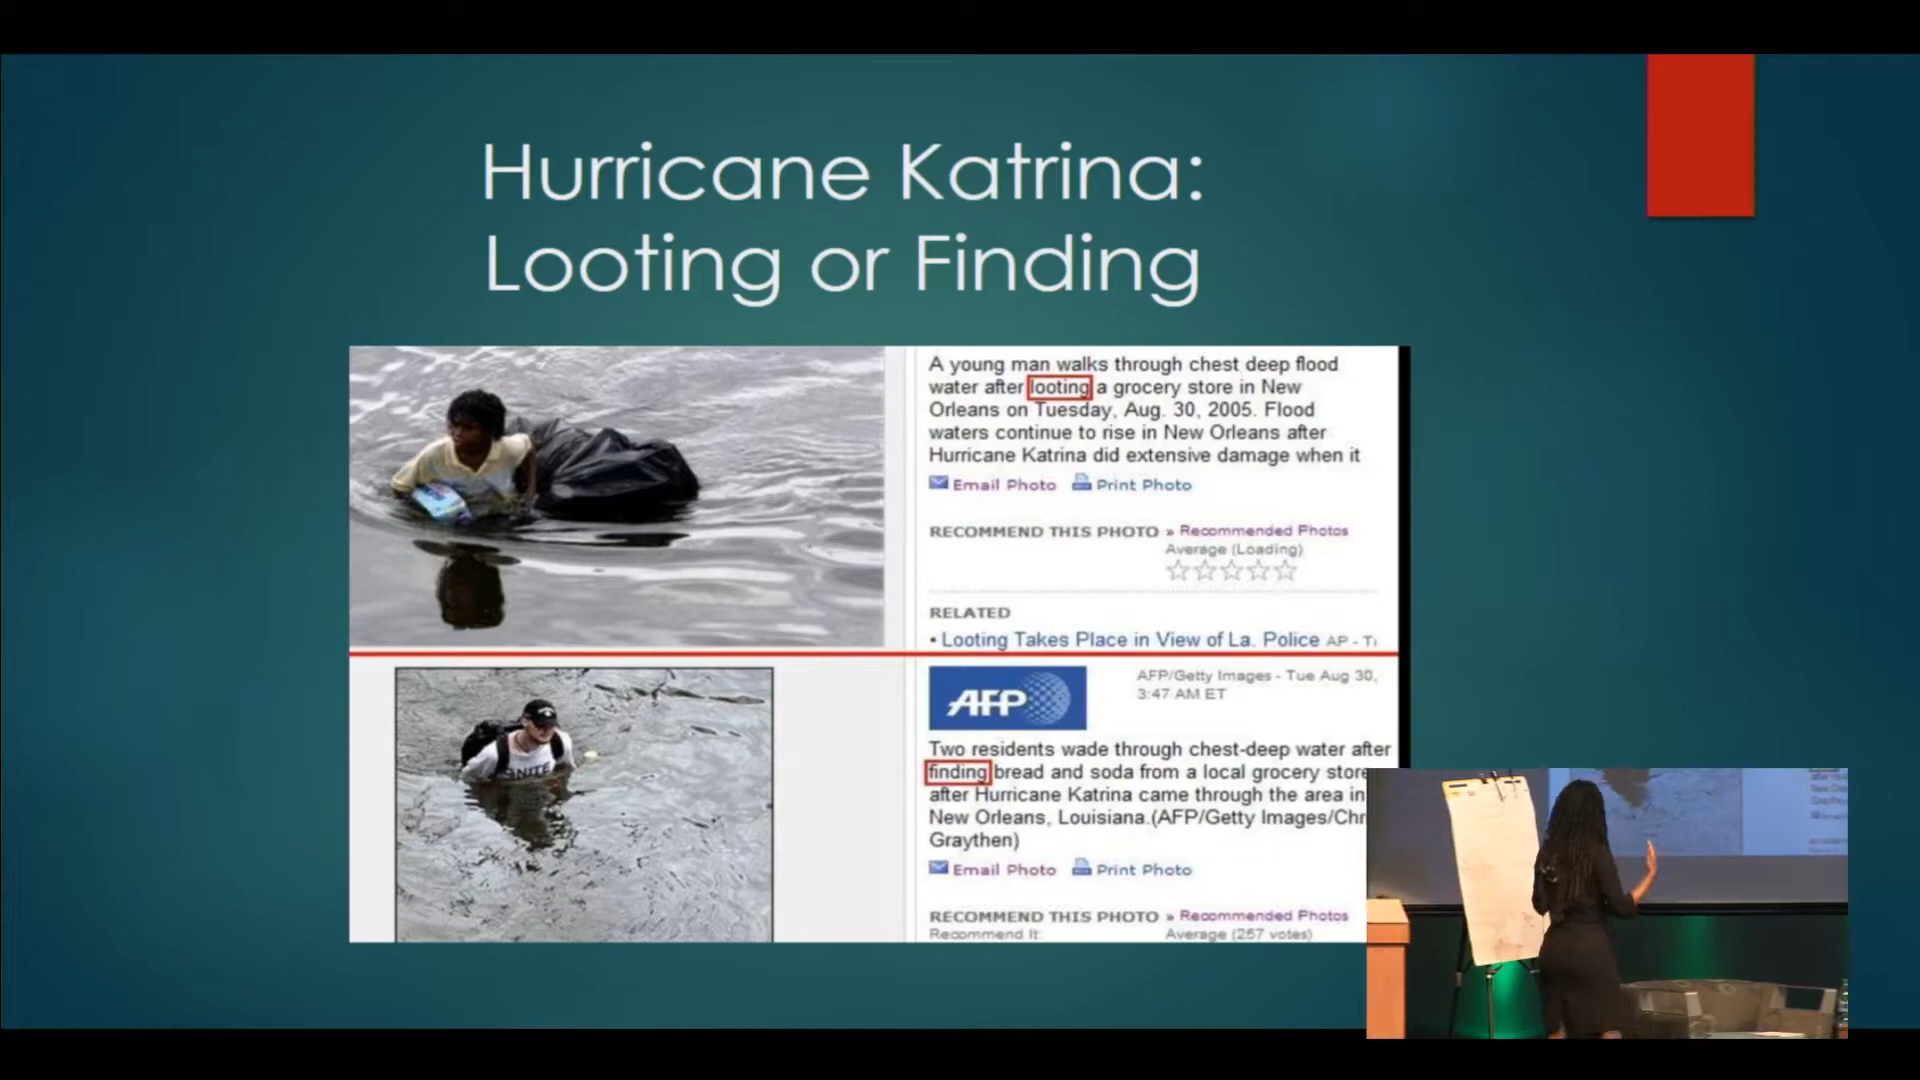 Hurricane Katrina:
Looting or Finding
A young man walks through chest deep flood
water after looting a grocery store in New
Orleans on Tuesday, Aug. 30, 2005. Flood
waters continue to rise in New Orleans after
Hurricane Katrina did extensive damage when it
Email Photo Print Photo
RECOMMEND THIS PHOTO » Recommended Photos
Average (Loading)
RELATED
• Looting Takes Place in View of La. Police AP - Ti
AFP
AFP/Getty Images - Tue Aug 30,
3:47 AM ET
Two residents wade through chest-deep water after
finding bread and soda from a local grocery store
after Hurricane Katrina came through the area in
New Orleans, Louisiana.(AFP/Getty Images/Chr
Graythen)
Email Photo Print Photo
RECOMMEND THIS PHOTO » Recommended Photos
Recommend It: Average (257 votes)